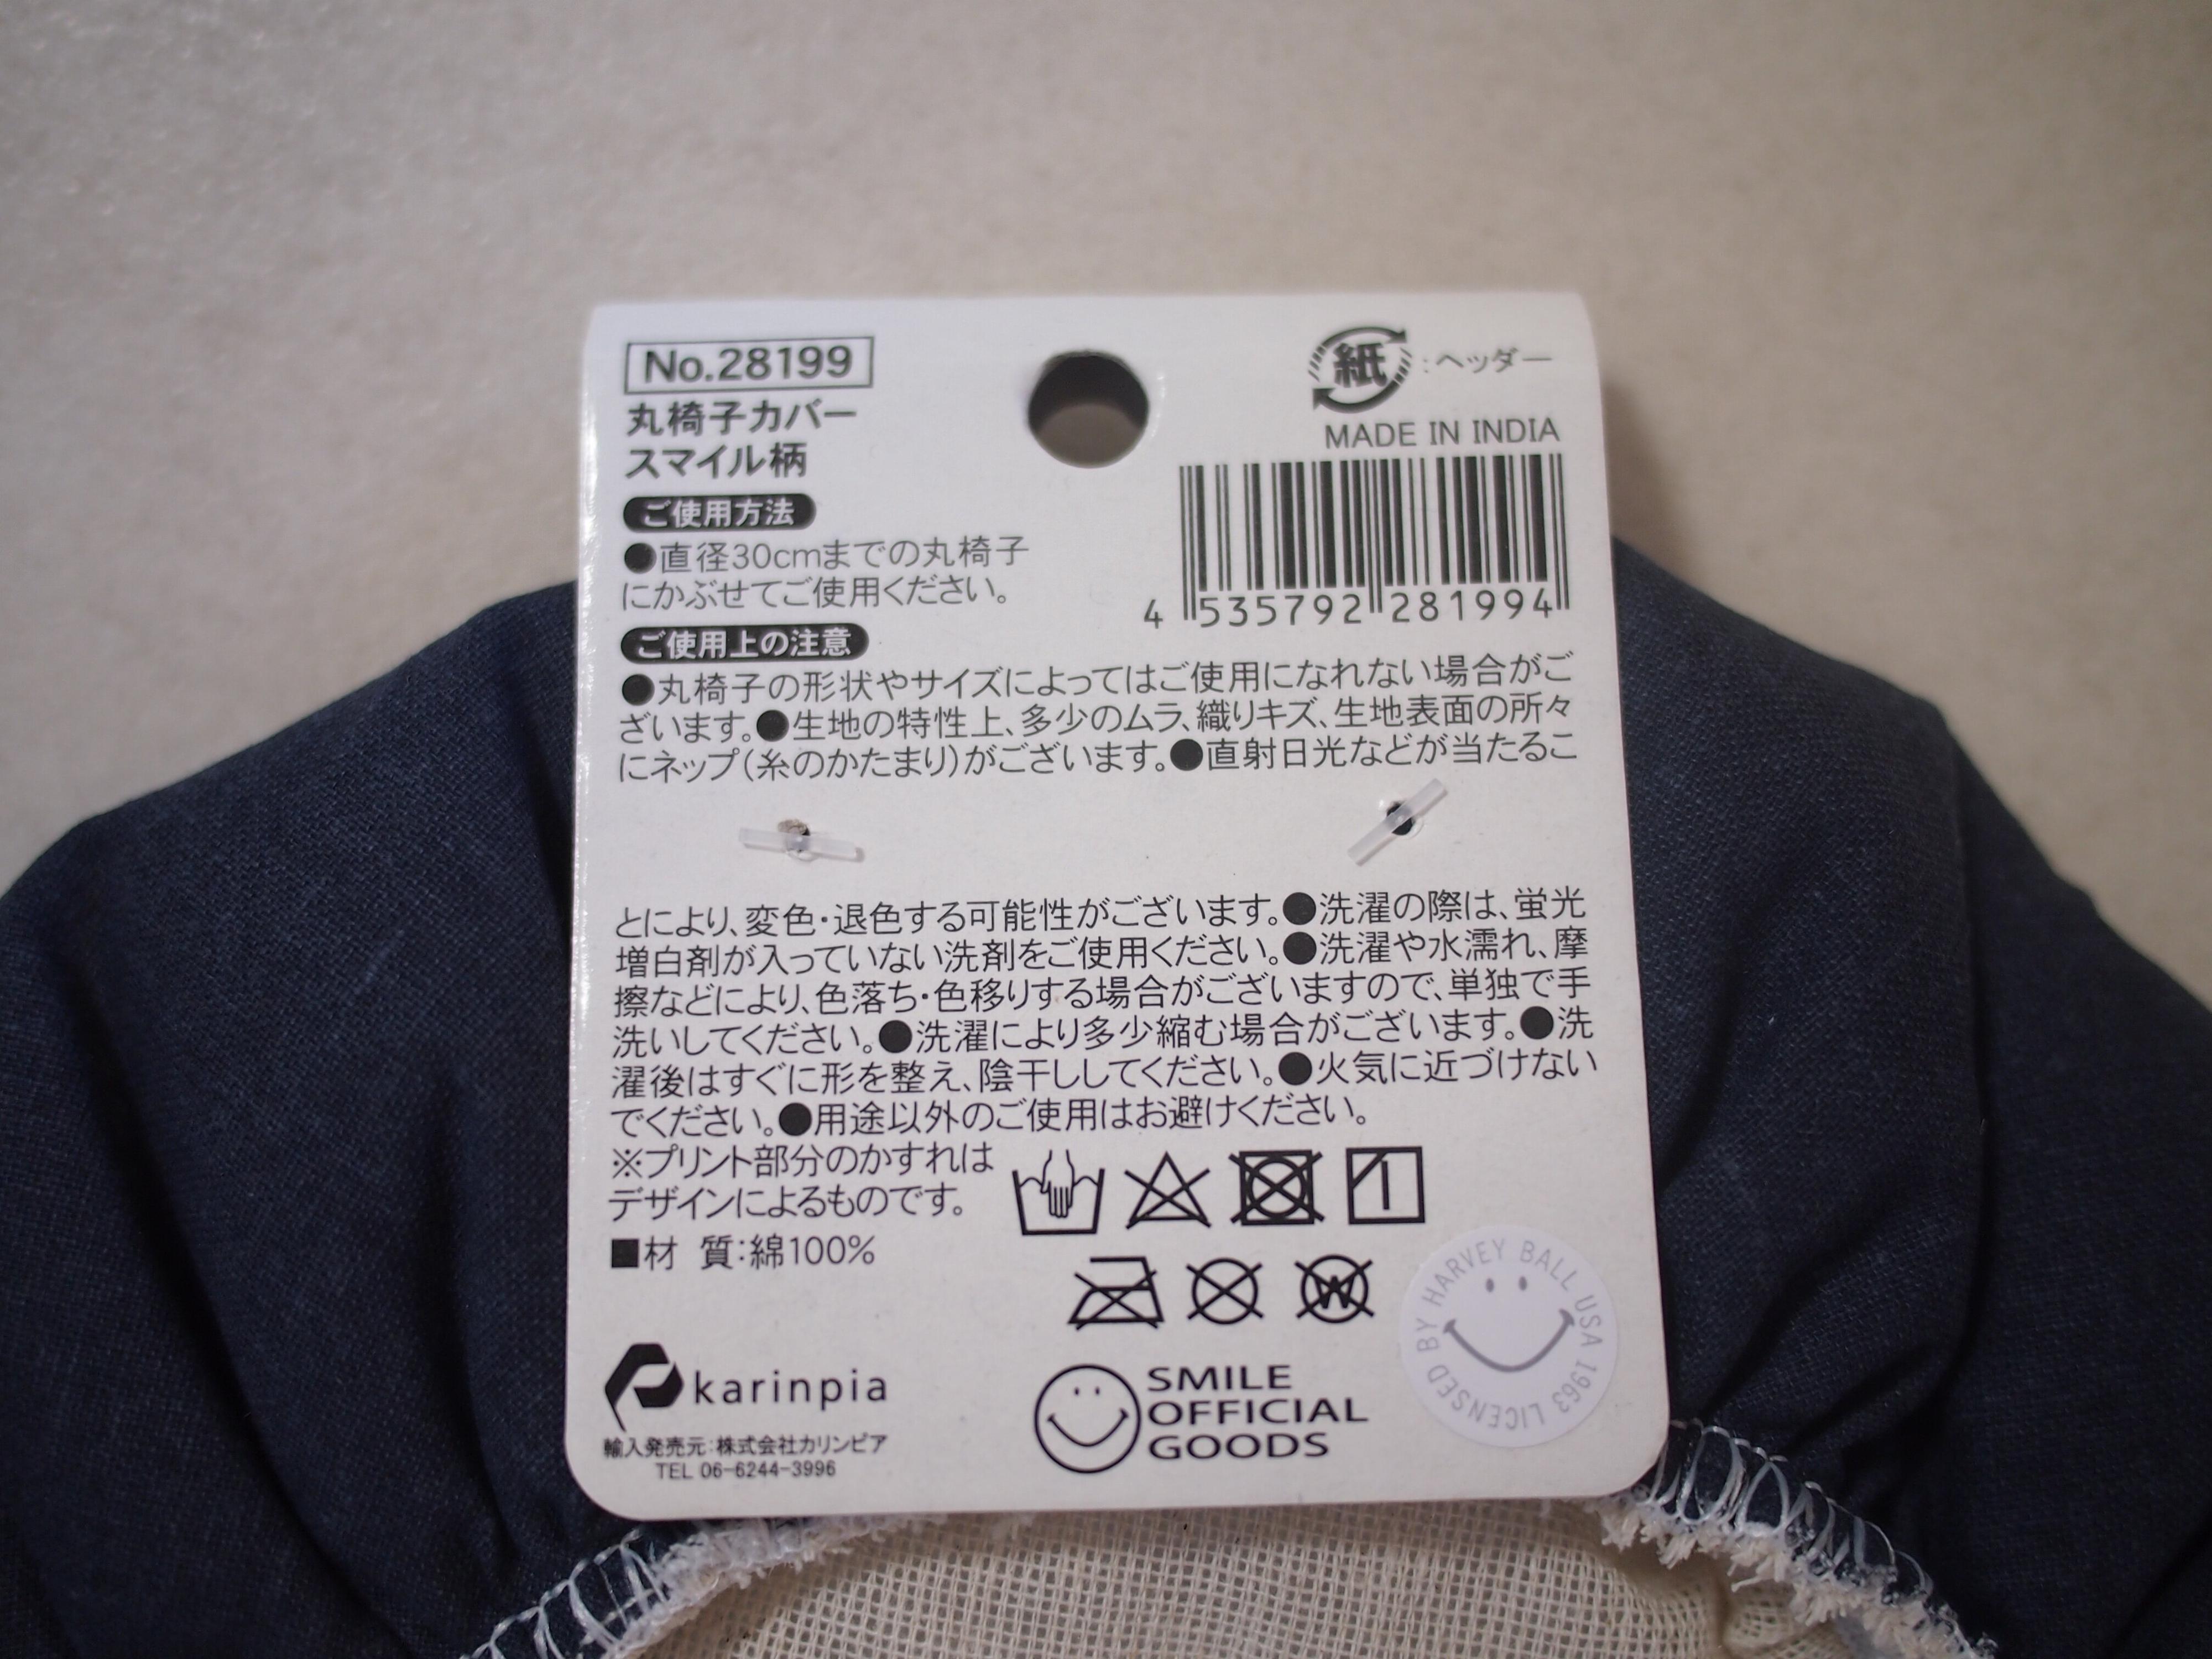 No.28199
丸椅子カバー
スマイル柄
ご使用方法
●直径30cmまでの丸椅子
にかぶせてご使用ください。
紙:ヘッダー
MADE IN INDIA
4 535792 281994
ご使用上の注意
●丸椅子の形状やサイズによってはご使用になれない場合がご
ざいます。●生地の特性上、多少のムラ、織りキズ、生地表面の所々
にネップ(糸のかたまり)がございます。●直射日光などが当たるこ
とにより、変色・退色する可能性がございます。●洗濯の際は、蛍光
増白剤が入っていない洗剤をご使用ください。●洗濯や水濡れ、摩
擦などにより、色落ち・色移りする場合がございますので、単独で手
洗いしてください。●洗濯により多少縮む場合がございます。●洗
濯後はすぐに形を整え、陰干ししてください。●火気に近づけない
でください。●用途以外のご使用はお避けください。
※プリント部分のかすれは
デザインによるものです。
■材 質:綿100%
W
karinpia
輸入発売元:株式会社カリンピア
TEL 06-6244-3996
SMILE
OFFICIAL
GOODS
BY HARVEY BALL USA 1963 LICENSED